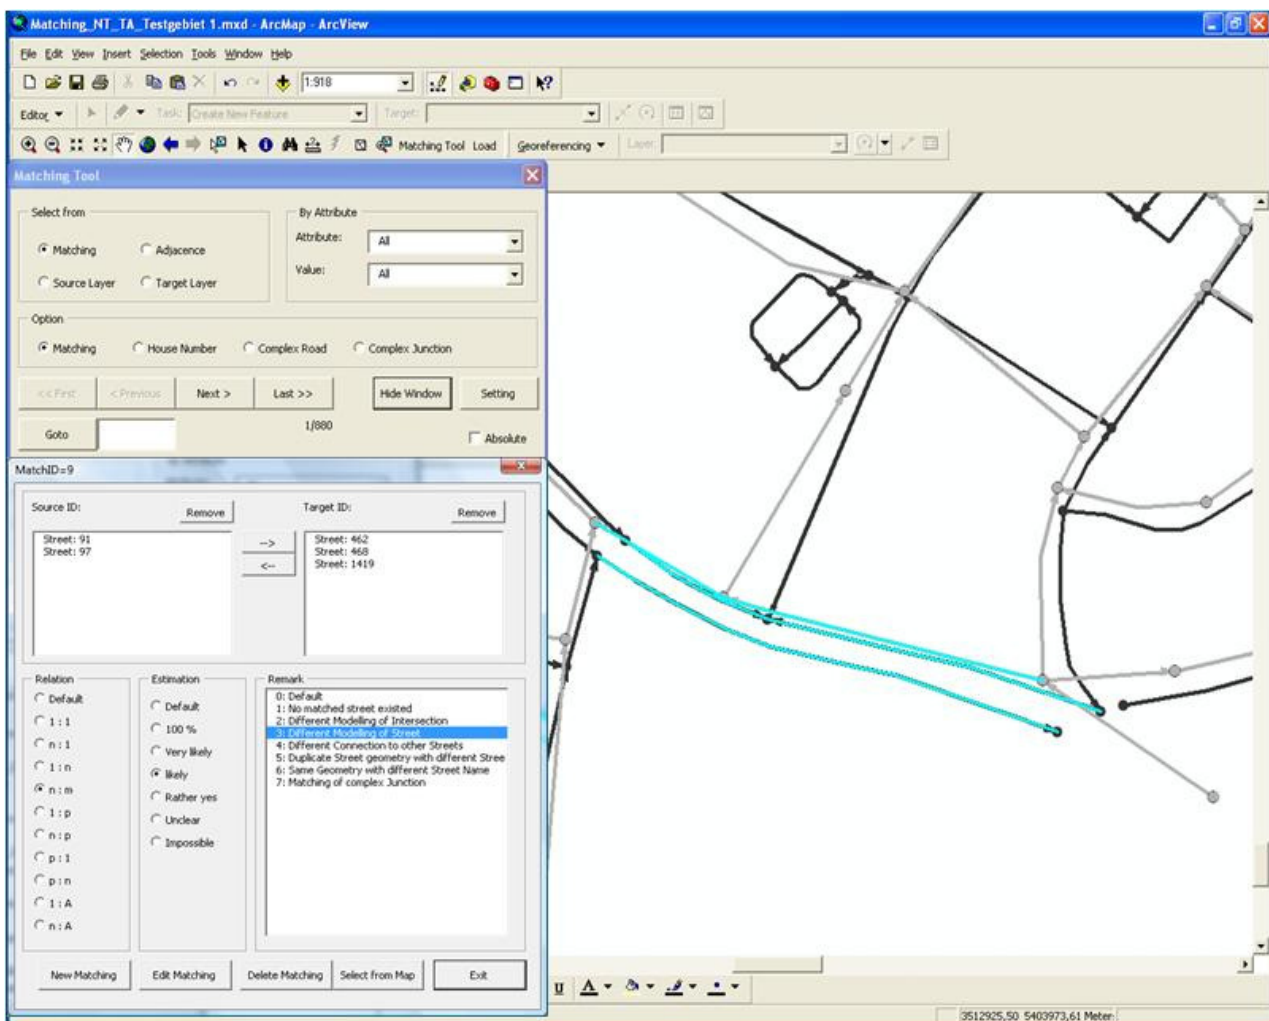 Matching_NT_TA_Testgebiet 1.mxd - ArcMap - ArcView
File Edit View Insert Selection Tools Window Help
1:918
Editor Task: Create New Feature Target:
Matching Tool Load Georeferencing Layer:
Matching Tool
Select from
Matching Adjacence
Source Layer Target Layer
By Attribute
Attribute: All
Value: All
Option
Matching House Number Complex Road Complex Junction
<< First < Previous Next > Last >> Hide Window Setting
Goto 1/880 Absolute
MatchID=9
Source ID: Remove Target ID: Remove
Street: 91
Street: 97
-->
<--
Street: 462
Street: 468
Street: 1419
Relation
Default
1 : 1
n : 1
1 : n
n : m
1 : p
n : p
p : 1
p : n
1 : A
n : A
Estimation
Default
100 %
Very likely
likely
Rather yes
Unclear
Impossible
Remark
0: Default
1: No matched street existed
2: Different Modelling of Intersection
3: Different Modelling of Street
4: Different Connection to other Streets
5: Duplicate Street geometry with different Stree
6: Same Geometry with different Street Name
7: Matching of complex Junction
New Matching Edit Matching Delete Matching Select from Map Exit
U A
3512925,50 5403973,61 Meter